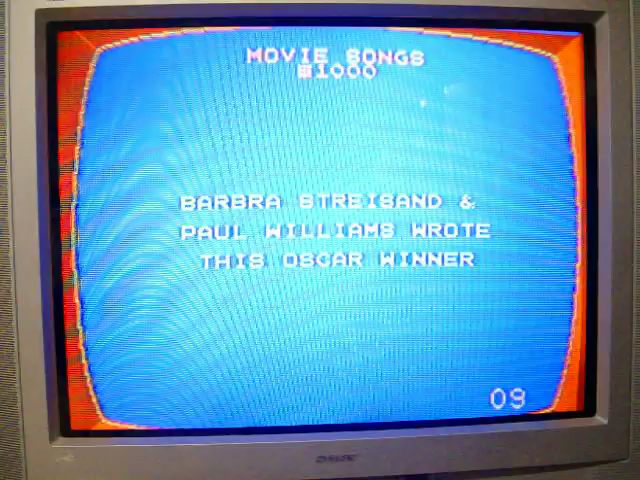 MOVIE SONGS
$1000
BARBRA STREISAND &
PAUL WILLIAMS WROTE
THIS OSCAR WINNER
09